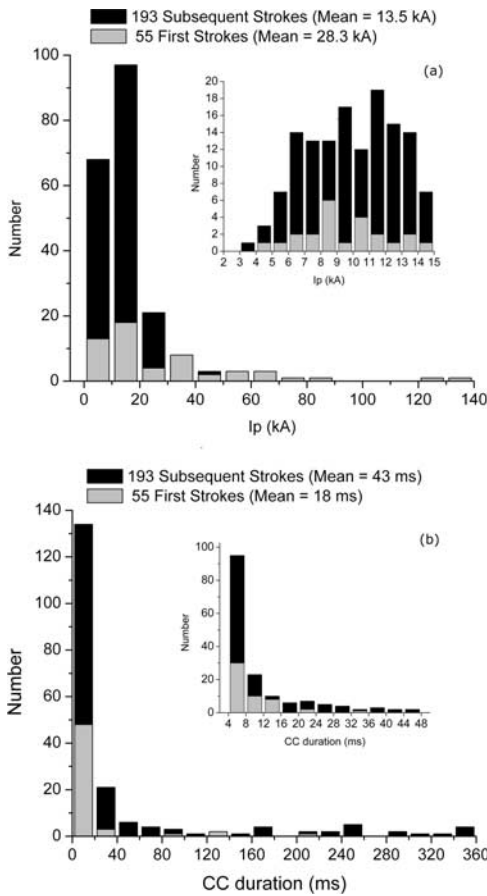 193 Subsequent Strokes (Mean = 13.5 kA)
55 First Strokes (Mean = 28.3 kA)
(a)
100
80
60
40
20
0
Number
0 20 40 60 80 100 120 140
Ip (kA)
20
18
16
14
12
10
8
6
4
2
0
Number
2 3 4 5 6 7 8 9 10 11 12 13 14 15
Ip (kA)
193 Subsequent Strokes (Mean = 43 ms)
55 First Strokes (Mean = 18 ms)
(b)
140
120
100
80
60
40
20
0
Number
0 40 80 120 160 200 240 280 320 360
CC duration (ms)
100
80
60
40
20
0
Number
4 8 12 16 20 24 28 32 36 40 44 48
CC duration (ms)